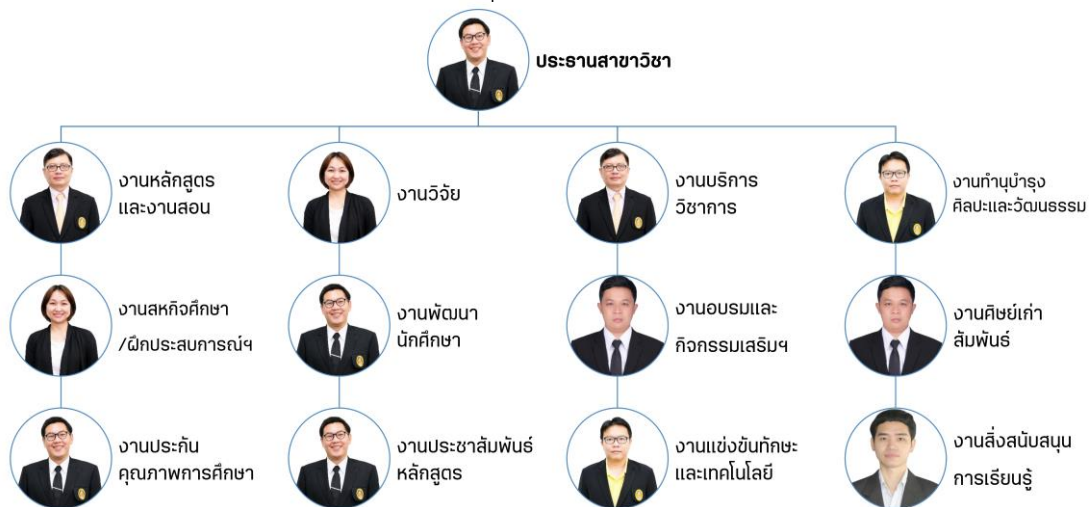 ประธานสาขาวิชา
งานหลักสูตร
และงานสอน
งานวิจัย
งานบริการ
วิชาการ
งานทำนุบำรุง
ศิลปะและวัฒนธรรม
งานสหกิจศึกษา
/ฝึกประสบการณ์ฯ
งานพัฒนา
นักศึกษา
งานอบรมและ
กิจกรรมเสริมฯ
งานศิษย์เก่า
สัมพันธ์
งานประกัน
คุณภาพการศึกษา
งานประชาสัมพันธ์
หลักสูตร
งานแข่งขันทักษะ
และเทคโนโลยี
งานสิ่งสนับสนุน
การเรียนรู้